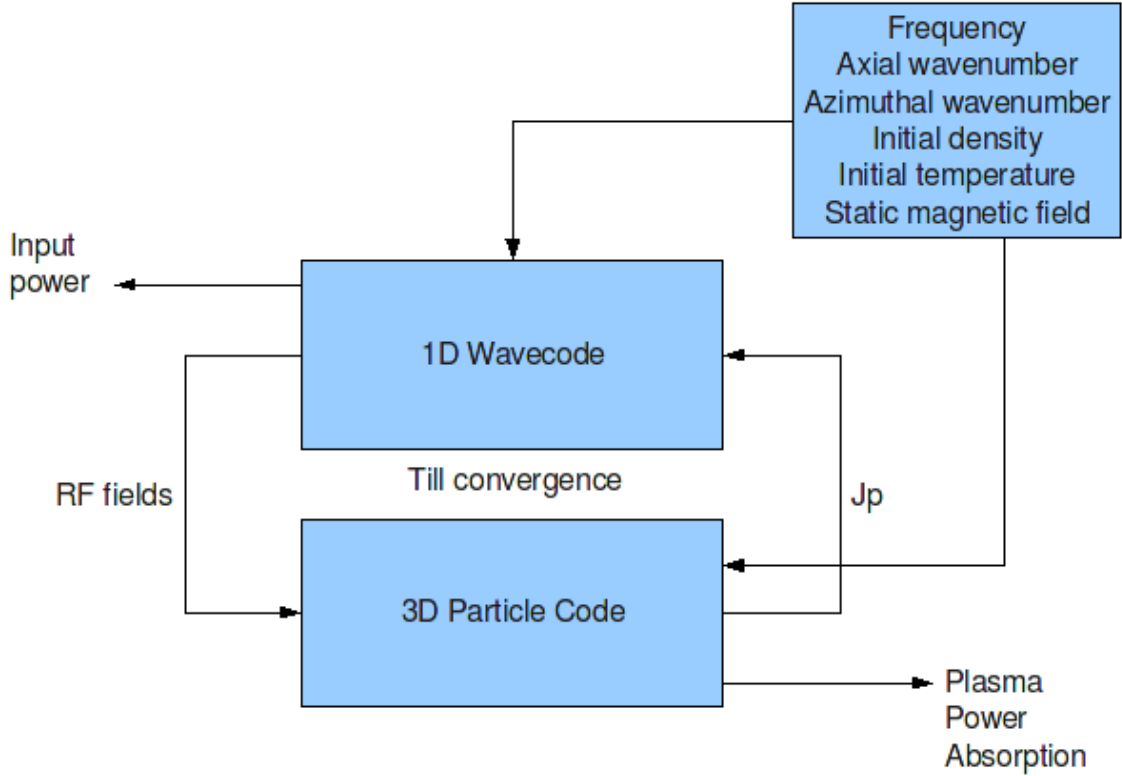 Frequency
Axial wavenumber
Azimuthal wavenumber
Initial density
Initial temperature
Static magnetic field
Input
power
1D Wavecode
RF fields
Till convergence
Jp
3D Particle Code
Plasma
Power
Absorption